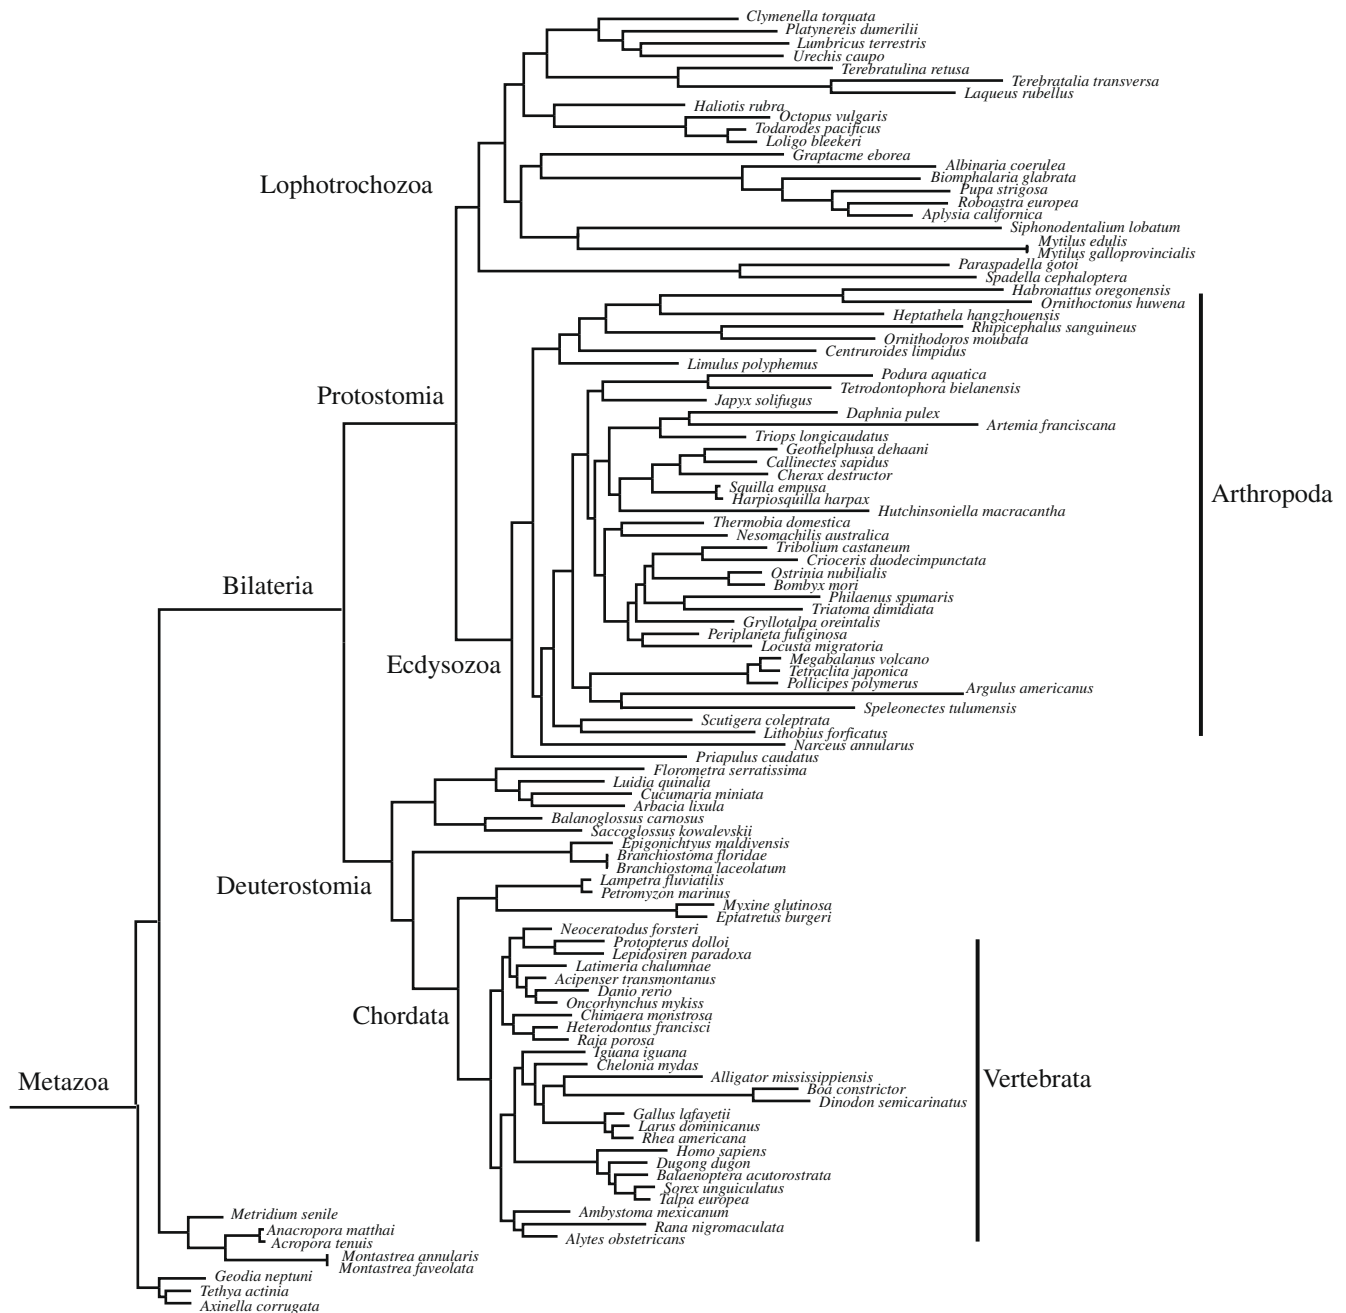 Clymenella torquata
Platynereis dumerilii
Lumbricus terrestris
Urechis caupo
Terebratulina retusa
Terebratalia transversa
Laqueus rubellus
Haliotis rubra
Octopus vulgaris
Todarodes pacificus
Loligo bleekeri
Graptacme eborea
Albinaria coerulea
Lophotrochozoa
Biomphalaria glabrata
Pupa strigosa
Roboastra europea
Aplysia californica
Siphonodentalium lobatum
Mytilus edulis
Mytilus galloprovincialis
Paraspadella gotoi
Spadella cephaloptera
Habronattus oregonensis
Ornithoctonus huwena
Heptathela hangzhouensis
Rhipicephalus sanguineus
Ornithodoros moubata
Centruroides limpidus
Limulus polyphemus
Podura aquatica
Tetrodontophora bielanensis
Protostomia
Japyx solifugus
Daphnia pulex
Artemia franciscana
Triops longicaudatus
Geothelphusa dehaani
Callinectes sapidus
Cherax destructor
Squilla empusa
Arthropoda
Harpiosquilla harpax
Hutchinsoniella macracantha
Thermobia domestica
Nesomachilis australica
Tribolium castaneum
Crioceris duodecimpunctata
Ostrinia nubilialis
Bilateria
Bombyx mori
Philaenus spumaris
Triatoma dimidiata
Gryllotalpa oreintalis
Periplaneta fuliginosa
Locusta migratoria
Megabalanus volcano
Ecdysozoa
Tetraclita japonica
Pollicipes polymerus
Argulus americanus
Speleonectes tulumensis
Scutigera coleptrata
Lithobius forficatus
Narceus annularus
Priapulus caudatus
Florometra serratissima
Luidia quinalia
Cucumaria miniata
Arbacia lixula
Balanoglossus carnosus
Saccoglossus kowalevskii
Epigonichtyus maldivensis
Branchiostoma floridae
Branchiostoma laceolatum
Lampetra fluviatilis
Deuterostomia
Petromyzon marinus
Myxine glutinosa
Eptatretus burgeri
Neoceratodus forsteri
Protopterus dolloi
Lepidosiren paradoxa
Latimeria chalumnae
Acipenser transmontanus
Danio rerio
Oncorhynchus mykiss
Chordata
Chimaera monstrosa
Heterodontus francisci
Raja porosa
Iguana iguana
Chelonia mydas
Metazoa
Alligator mississippiensis
Vertebrata
Boa constrictor
Dinodon semicarinatus
Gallus lafayetii
Larus dominicanus
Rhea americana
Homo sapiens
Dugong dugon
Balaenoptera acutorostrata
Sorex unguiculatus
Talpa europea
Ambystoma mexicanum
Metridium senile
Rana nigromaculata
Anacropora matthai
Alytes obstetricans
Acropora tenuis
Montastrea annularis
Montastrea faveolata
Geodia neptuni
Tethya actinia
Axinella corrugata